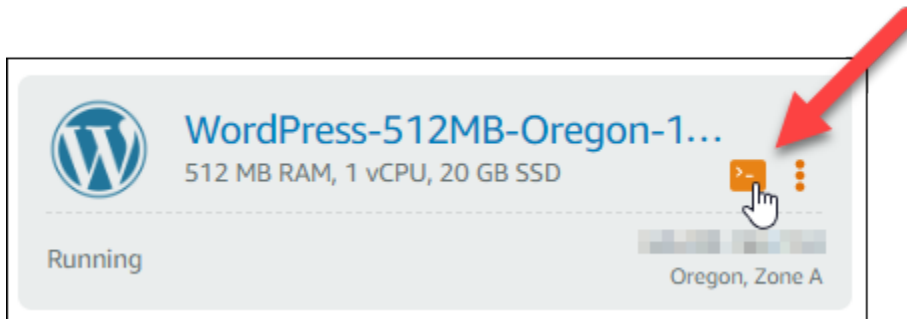 WordPress-512MB-Oregon-1...
512 MB RAM, 1 vCPU, 20 GB SSD
>_
Running
Oregon, Zone A